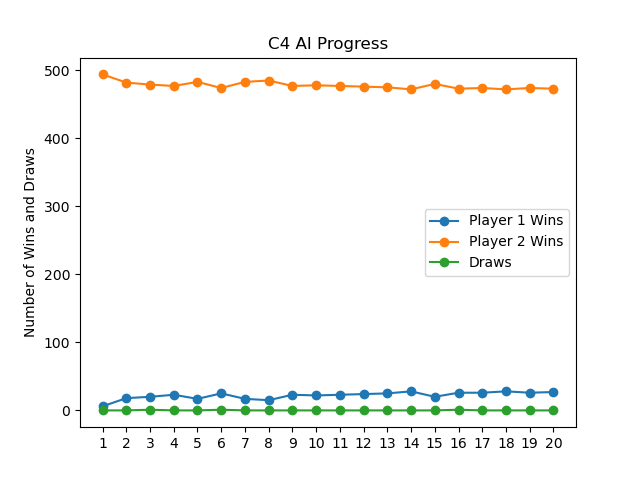 C4 AI Progress
Number of Wins and Draws
500
400
300
200
100
0
Player 1 Wins
Player 2 Wins
Draws
1 2 3 4 5 6 7 8 9 10 11 12 13 14 15 16 17 18 19 20